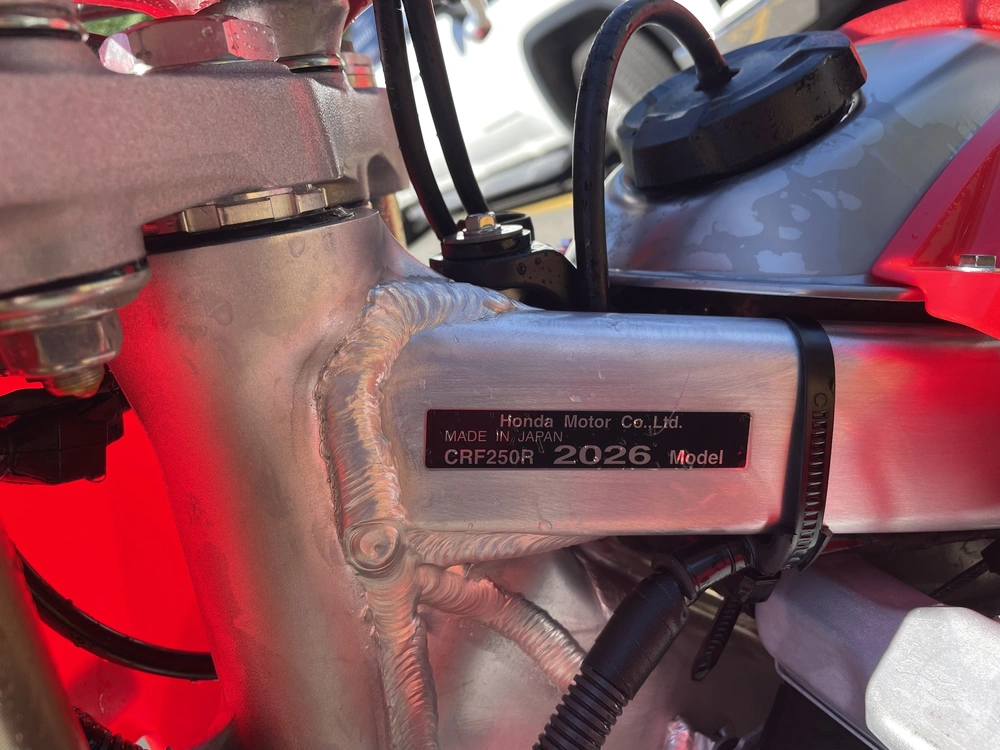 Honda Motor Co.,Ltd.
MADE IN JAPAN
CRF250R 2026 Model